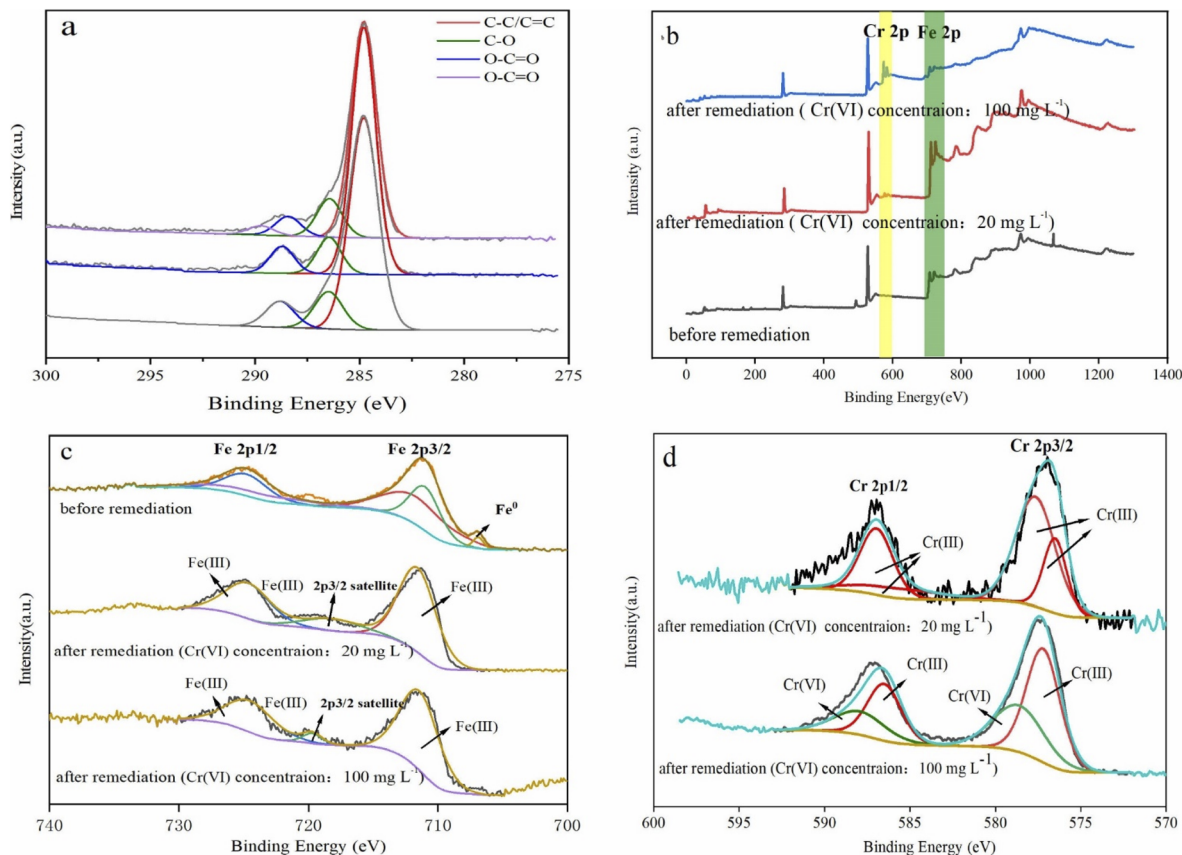 a
C-C/C=C
C-O
O-C=O
O-C=O
Intensity (a.u.)
300 295 290 285 280 275
Binding Energy (eV)
b
Cr 2p Fe 2p
after remediation ( Cr(VI) concentraion：100 mg L⁻¹)
after remediation ( Cr(VI) concentraion：20 mg L⁻¹)
before remediation
Intensity (a.u.)
0 200 400 600 800 1000 1200 1400
Binding Energy(eV)
c
Fe 2p1/2 Fe 2p3/2
before remediation
Fe⁰
Fe(III)
Fe(III)
2p3/2 satellite
Fe(III)
after remediation (Cr(VI) concentraion：20 mg L⁻¹)
Fe(III)
Fe(III)
2p3/2 satellite
Fe(III)
after remediation (Cr(VI) concentraion：100 mg L⁻¹)
Intensity(a.u.)
740 730 720 710 700
Binding Energy (eV)
d
Cr 2p3/2
Cr 2p1/2
Cr(III)
Cr(III)
after remediation (Cr(VI) concentraion：20 mg L⁻¹)
Cr(VI)
Cr(III)
Cr(VI)
Cr(III)
after remediation (Cr(VI) concentraion：100 mg L⁻¹)
Intensity(a.u.)
600 595 590 585 580 575 570
Binding Energy (eV)